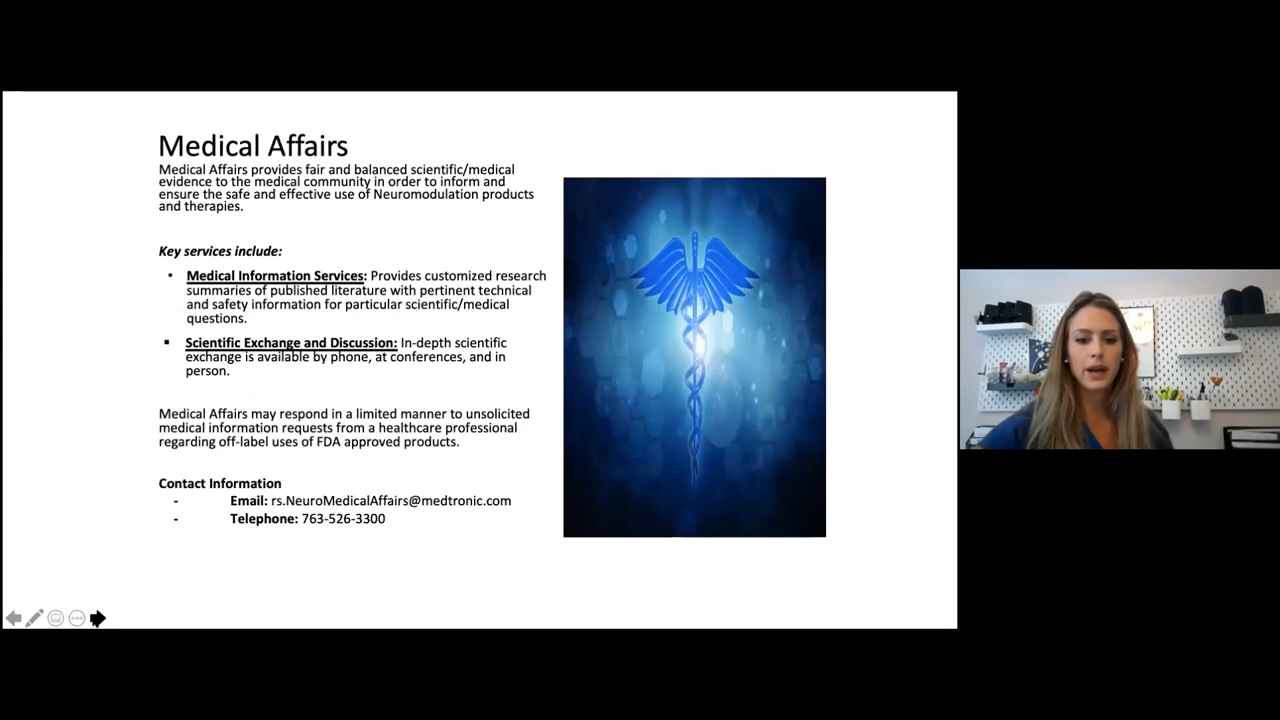 Medical Affairs
Medical Affairs provides fair and balanced scientific/medical
evidence to the medical community in order to inform and
ensure the safe and effective use of Neuromodulation products
and therapies.
Key services include:
• Medical Information Services: Provides customized research
summaries of published literature with pertinent technical
and safety information for particular scientific/medical
questions.
▪ Scientific Exchange and Discussion: In-depth scientific
exchange is available by phone, at conferences, and in
person.
Medical Affairs may respond in a limited manner to unsolicited
medical information requests from a healthcare professional
regarding off-label uses of FDA approved products.
Contact Information
- Email: rs.NeuroMedicalAffairs@medtronic.com
- Telephone: 763-526-3300